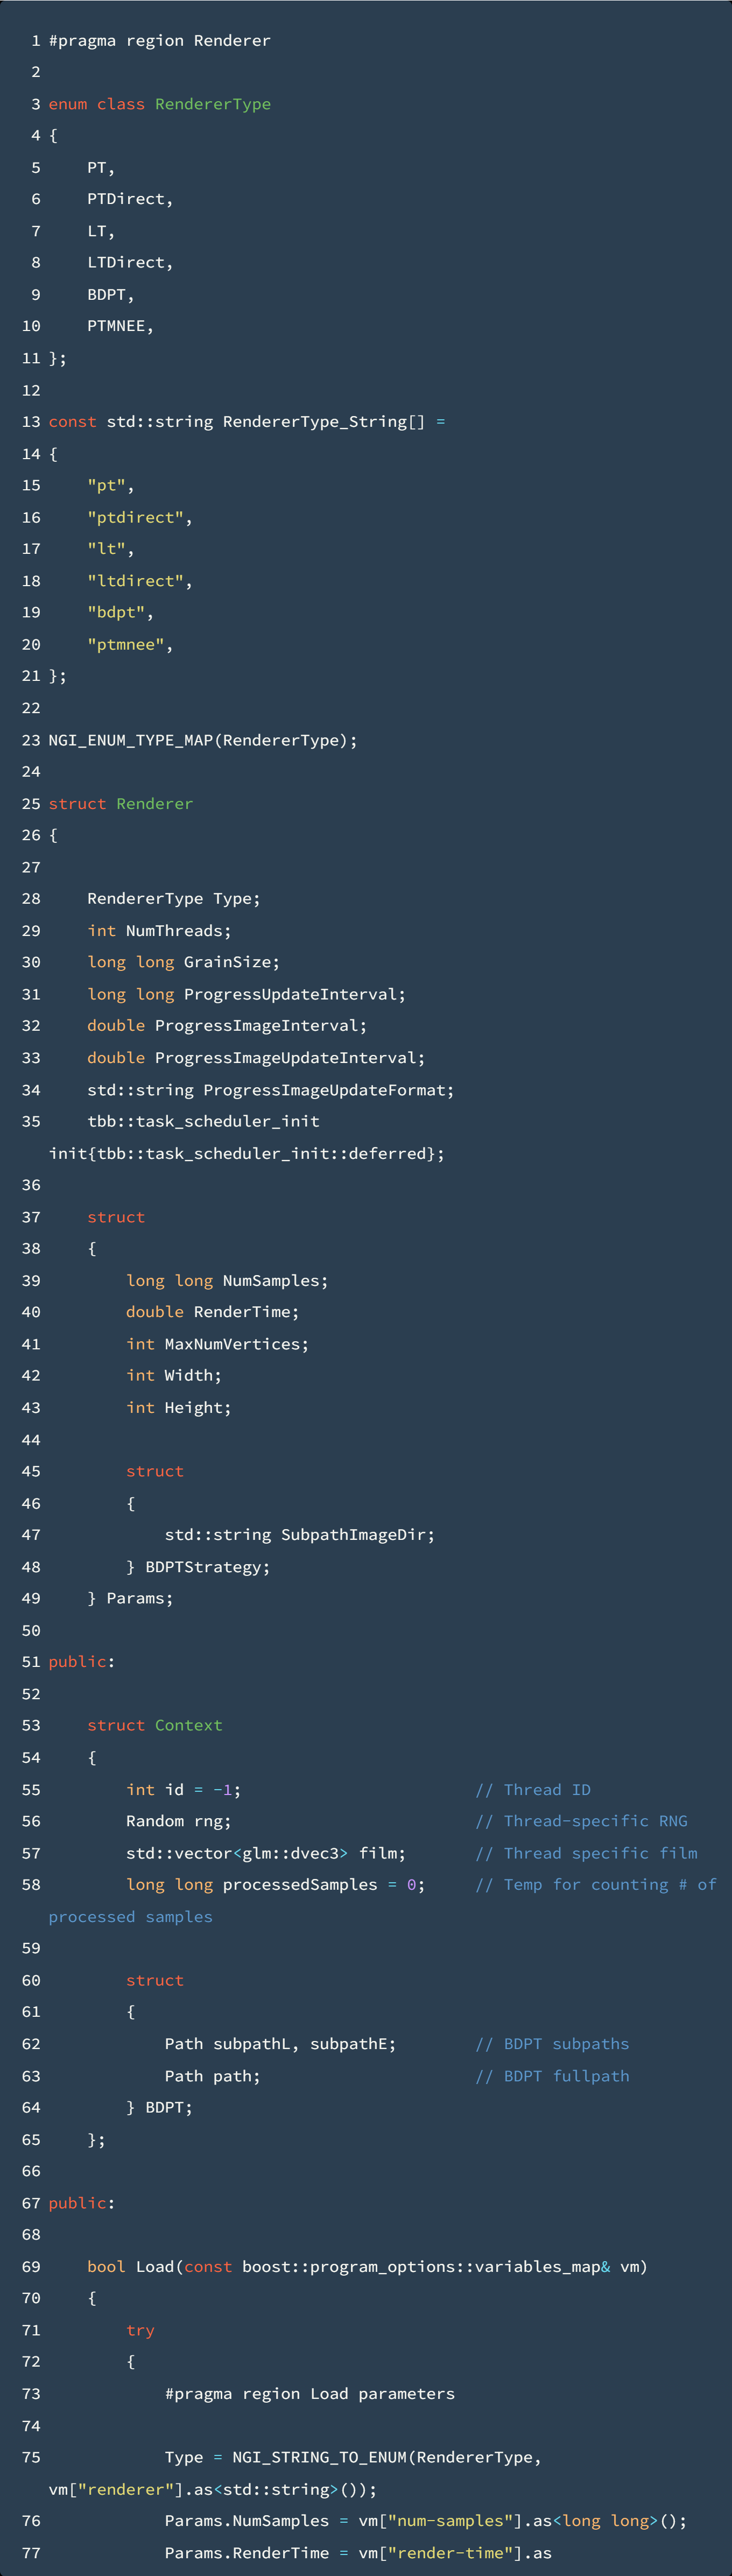 1 #pragma region Renderer
2
3 enum class RendererType
4 {
5     PT,
6     PTDirect,
7     LT,
8     LTDirect,
9     BDPT,
10     PTMNEE,
11 };
12
13 const std::string RendererType_String[] =
14 {
15     "pt",
16     "ptdirect",
17     "lt",
18     "ltdirect",
19     "bdpt",
20     "ptmnee",
21 };
22
23 NGI_ENUM_TYPE_MAP(RendererType);
24
25 struct Renderer
26 {
27
28     RendererType Type;
29     int NumThreads;
30     long long GrainSize;
31     long long ProgressUpdateInterval;
32     double ProgressImageInterval;
33     double ProgressImageUpdateInterval;
34     std::string ProgressImageUpdateFormat;
35     tbb::task_scheduler_init
init{tbb::task_scheduler_init::deferred};
36
37     struct
38     {
39         long long NumSamples;
40         double RenderTime;
41         int MaxNumVertices;
42         int Width;
43         int Height;
44
45         struct
46         {
47             std::string SubpathImageDir;
48         } BDPTStrategy;
49     } Params;
50
51 public:
52
53     struct Context
54     {
55         int id = -1;                        // Thread ID
56         Random rng;                         // Thread-specific RNG
57         std::vector<glm::dvec3> film;       // Thread specific film
58         long long processedSamples = 0;     // Temp for counting # of
processed samples
59
60         struct
61         {
62             Path subpathL, subpathE;        // BDPT subpaths
63             Path path;                      // BDPT fullpath
64         } BDPT;
65     };
66
67 public:
68
69     bool Load(const boost::program_options::variables_map& vm)
70     {
71         try
72         {
73             #pragma region Load parameters
74
75             Type = NGI_STRING_TO_ENUM(RendererType,
vm["renderer"].as<std::string>());
76             Params.NumSamples = vm["num-samples"].as<long long>();
77             Params.RenderTime = vm["render-time"].as